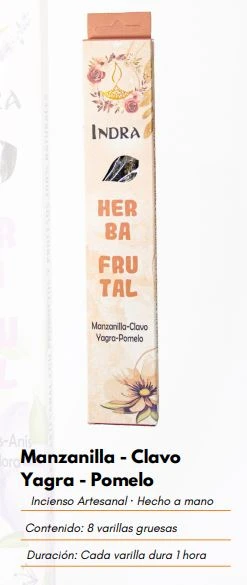 INDRA
HER
BA
FRU
TAL
Manzanilla-Clavo
Yagra-Pomelo
Manzanilla - Clavo
Yagra - Pomelo
Incienso Artesanal · Hecho a mano
Contenido: 8 varillas gruesas
Duración: Cada varilla dura 1 hora